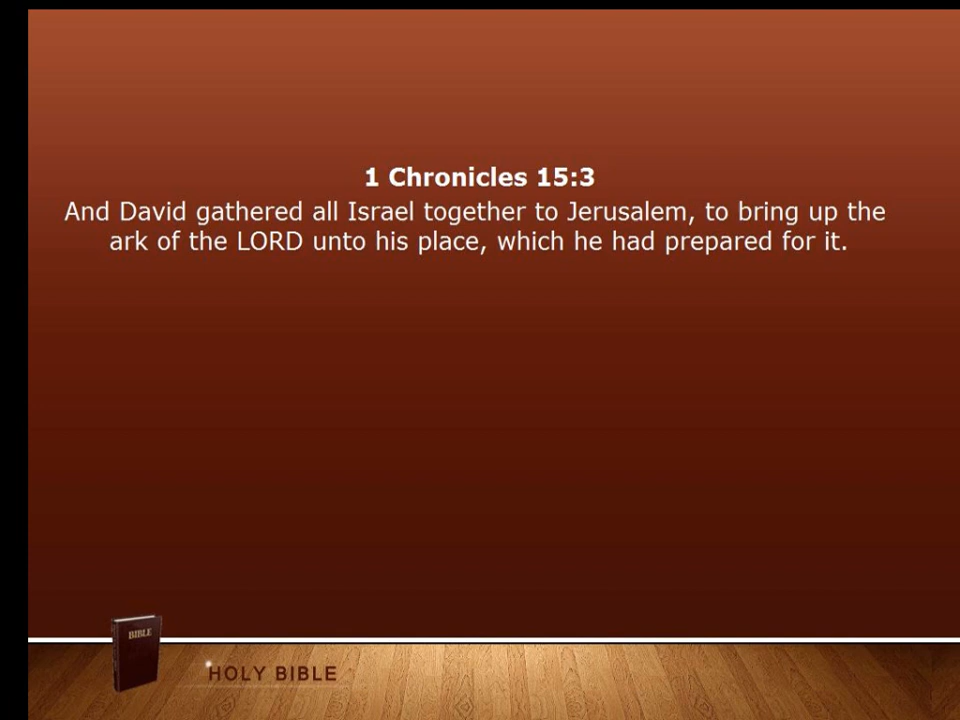 1 Chronicles 15:3
And David gathered all Israel together to Jerusalem, to bring up the
ark of the LORD unto his place, which he had prepared for it.
BIBLE
HOLY BIBLE